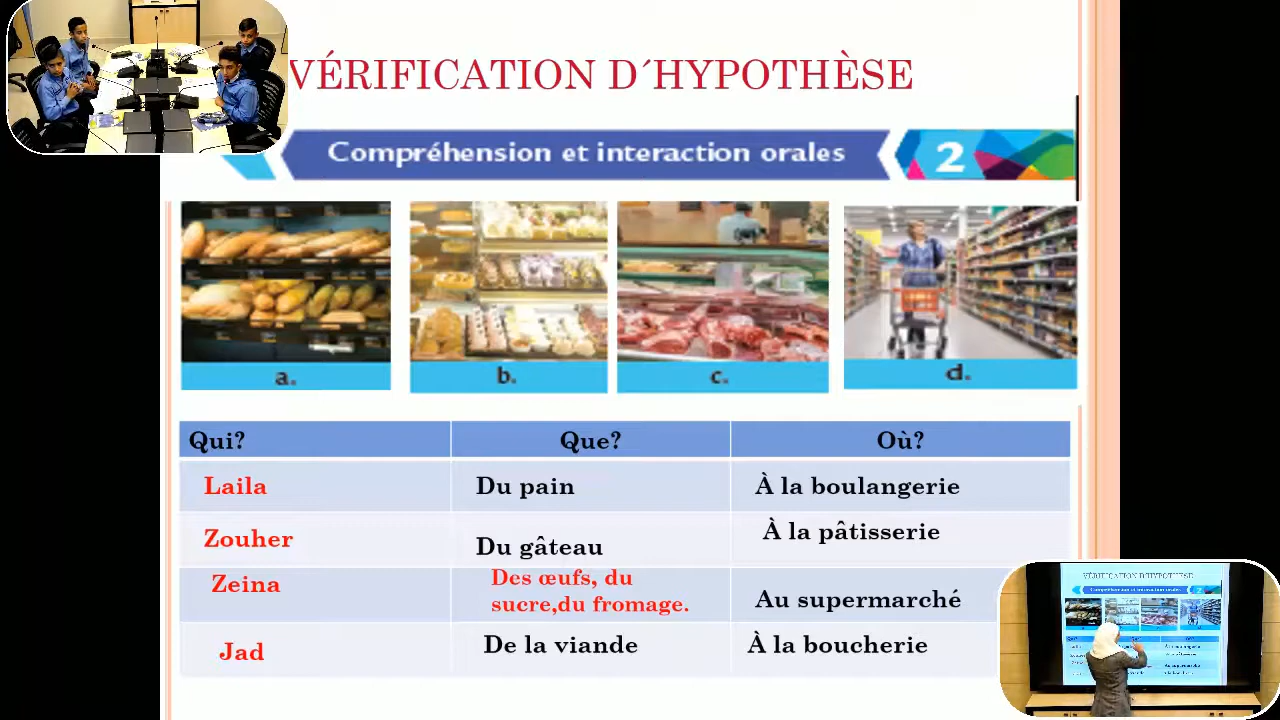 VÉRIFICATION D´HYPOTHÈSE
Compréhension et interaction orales 2
a. b. c. d.
Qui? Que? Où?
Laila Du pain À la boulangerie
Zouher Du gâteau À la pâtisserie
Zeina Des œufs, du sucre,du fromage. Au supermarché
Jad De la viande À la boucherie